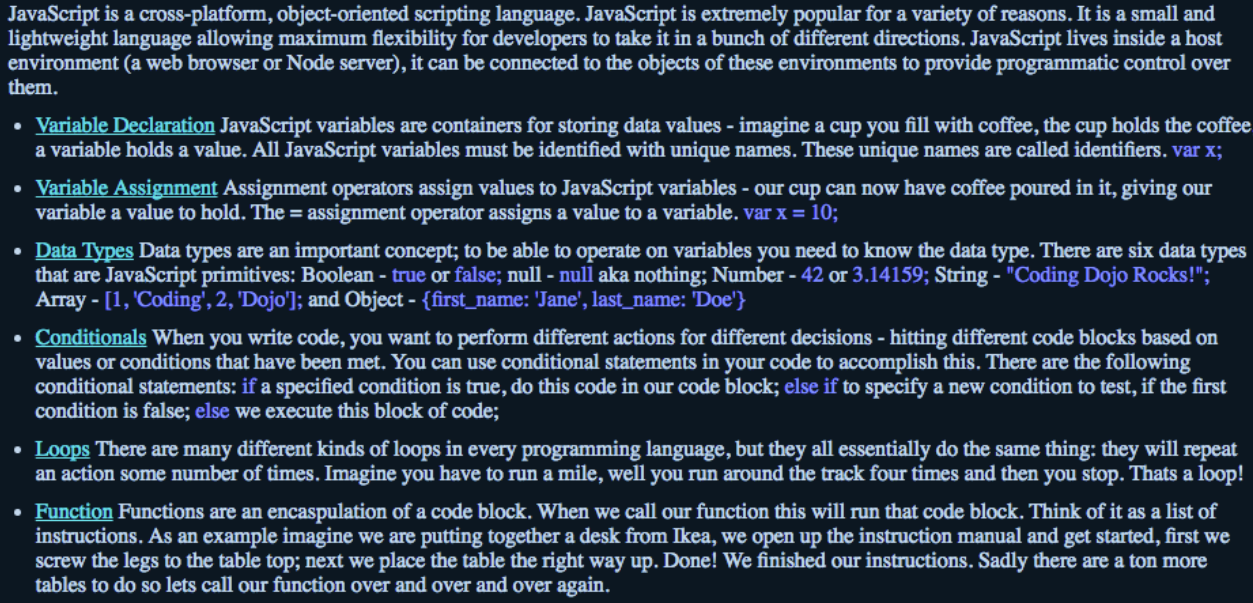 JavaScript is a cross-platform, object-oriented scripting language. JavaScript is extremely popular for a variety of reasons. It is a small and
lightweight language allowing maximum flexibility for developers to take it in a bunch of different directions. JavaScript lives inside a host
environment (a web browser or Node server), it can be connected to the objects of these environments to provide programmatic control over
them.
• Variable Declaration JavaScript variables are containers for storing data values - imagine a cup you fill with coffee, the cup holds the coffee
a variable holds a value. All JavaScript variables must be identified with unique names. These unique names are called identifiers. var x;
• Variable Assignment Assignment operators assign values to JavaScript variables - our cup can now have coffee poured in it, giving our
variable a value to hold. The = assignment operator assigns a value to a variable. var x = 10;
• Data Types Data types are an important concept; to be able to operate on variables you need to know the data type. There are six data types
that are JavaScript primitives: Boolean - true or false; null - null aka nothing; Number - 42 or 3.14159; String - "Coding Dojo Rocks!";
Array - [1, 'Coding', 2, 'Dojo']; and Object - {first_name: 'Jane', last_name: 'Doe'}
• Conditionals When you write code, you want to perform different actions for different decisions - hitting different code blocks based on
values or conditions that have been met. You can use conditional statements in your code to accomplish this. There are the following
conditional statements: if a specified condition is true, do this code in our code block; else if to specify a new condition to test, if the first
condition is false; else we execute this block of code;
• Loops There are many different kinds of loops in every programming language, but they all essentially do the same thing: they will repeat
an action some number of times. Imagine you have to run a mile, well you run around the track four times and then you stop. Thats a loop!
• Function Functions are an encaspulation of a code block. When we call our function this will run that code block. Think of it as a list of
instructions. As an example imagine we are putting together a desk from Ikea, we open up the instruction manual and get started, first we
screw the legs to the table top; next we place the table the right way up. Done! We finished our instructions. Sadly there are a ton more
tables to do so lets call our function over and over and over again.